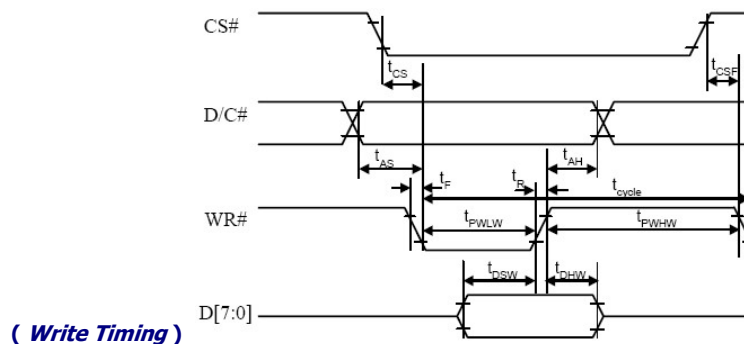 CS#
tCS
tCSF
D/C#
tAS
tAH
tF
tR
tcycle
WR#
tPWLW
tPWHW
tDSW
tDHW
D[7:0]
( Write Timing )